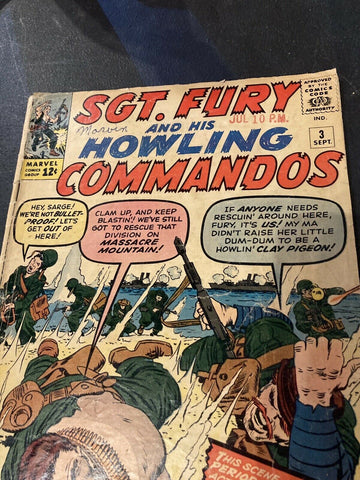 APPROVED
BY THE
COMICS
CODE
AUTHORITY
SGT. FURY
JUL 10 P.M.
IND.
Marvin
AND HIS
HOWLING
COMMANDOS
3
SEPT.
MARVEL
COMICS
GROUP
12¢
HEY, SARGE!
WE'RE NOT BULLET-
PROOF! LET'S
GET OUT OF
HERE!
CLAM UP, AND KEEP
BLASTIN'! WE'VE STILL
GOT TO RESCUE THAT
DIVISION ON
MASSACRE
MOUNTAIN!
IF ANYONE NEEDS
RESCUIN' AROUND HERE,
FURY, IT'S US! MY MA
DIDN'T RAISE HER LITTLE
DUM-DUM TO BE A
HOWLIN' CLAY PIGEON!
THIS SCENE
PERIOD